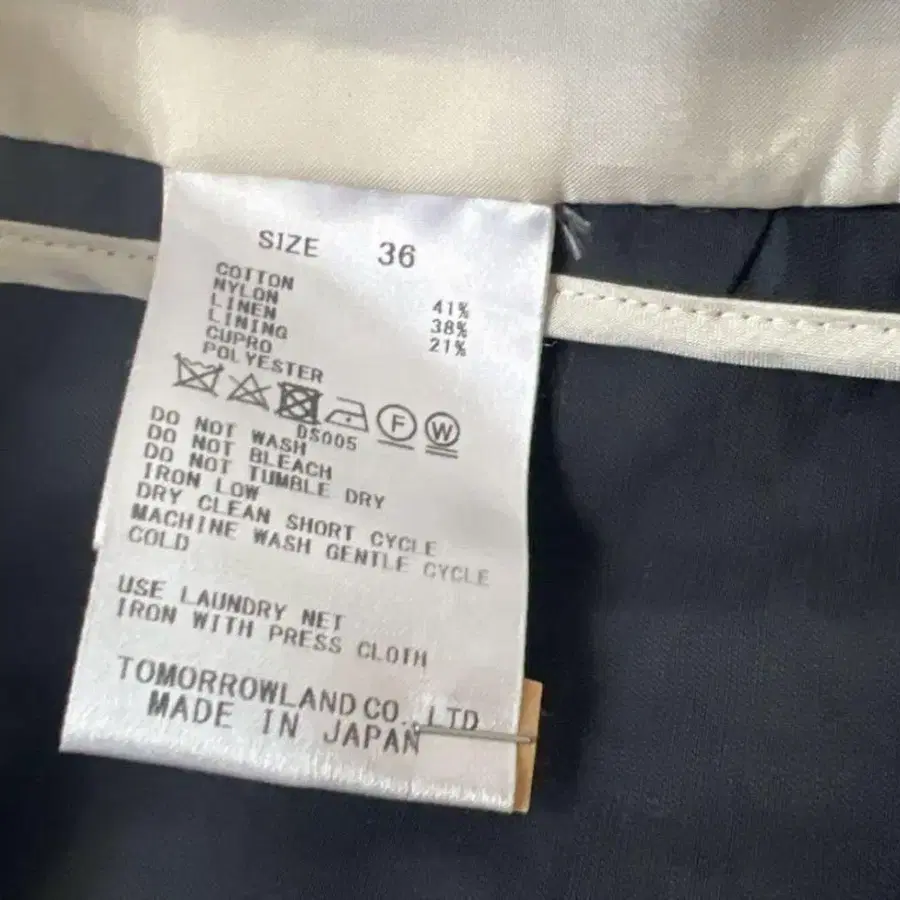 SIZE 36
COTTON 41%
NYLON 38%
LINEN 21%
LINING
CUPRO
POLYESTER
F W
DS005
DO NOT WASH
DO NOT BLEACH
DO NOT TUMBLE DRY
IRON LOW
DRY CLEAN SHORT CYCLE
MACHINE WASH GENTLE CYCLE
COLD
USE LAUNDRY NET
IRON WITH PRESS CLOTH
TOMORROWLAND CO.,LTD
MADE IN JAPAN